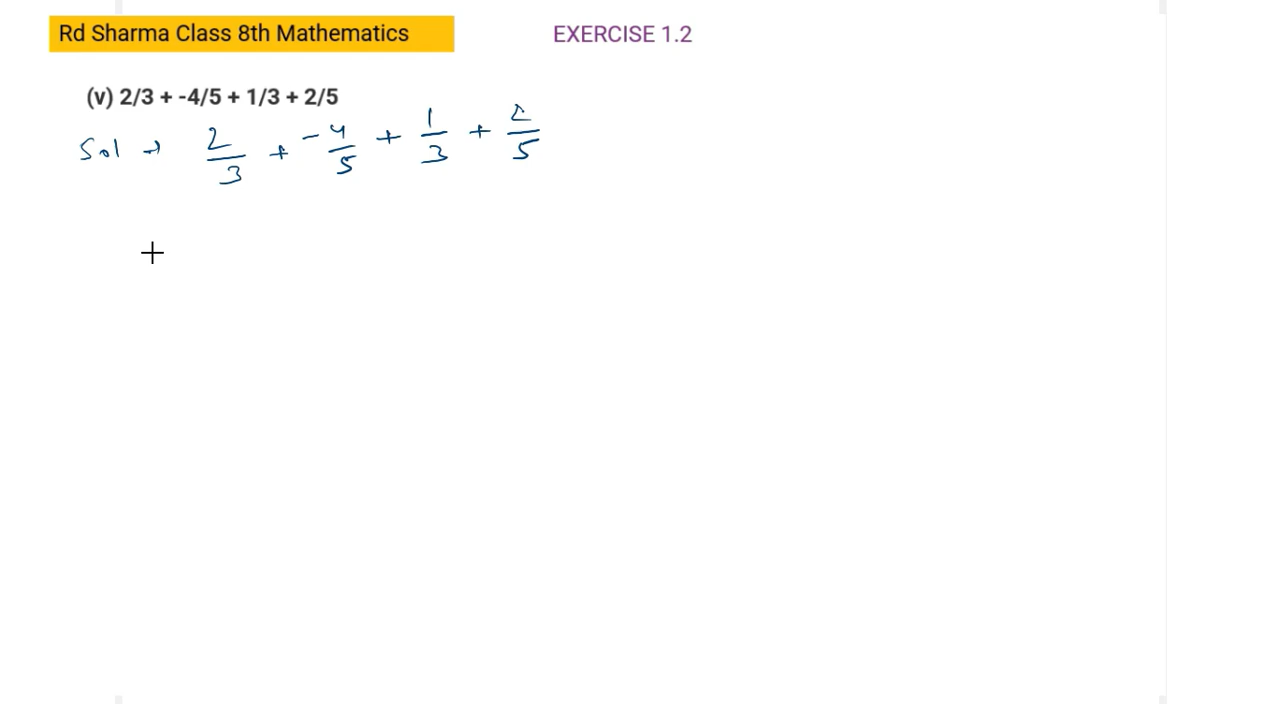 Rd Sharma Class 8th Mathematics EXERCISE 1.2
(v) 2/3 + -4/5 + 1/3 + 2/5
Sol → 2/3 + -4/5 + 1/3 + 2/5